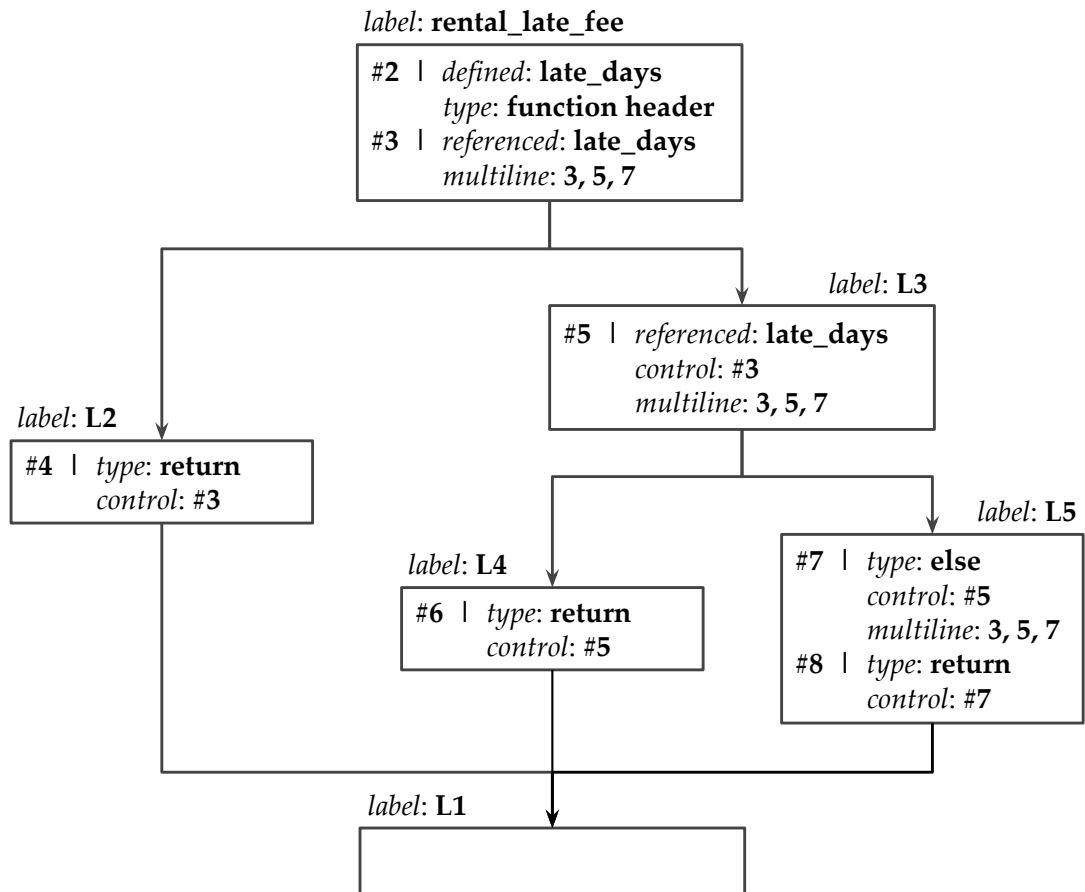 label: rental_late_fee
#2 | defined: late_days
type: function header
#3 | referenced: late_days
multiline: 3, 5, 7
label: L3
#5 | referenced: late_days
control: #3
multiline: 3, 5, 7
label: L2
#4 | type: return
control: #3
label: L4
#6 | type: return
control: #5
label: L5
#7 | type: else
control: #5
multiline: 3, 5, 7
#8 | type: return
control: #7
label: L1